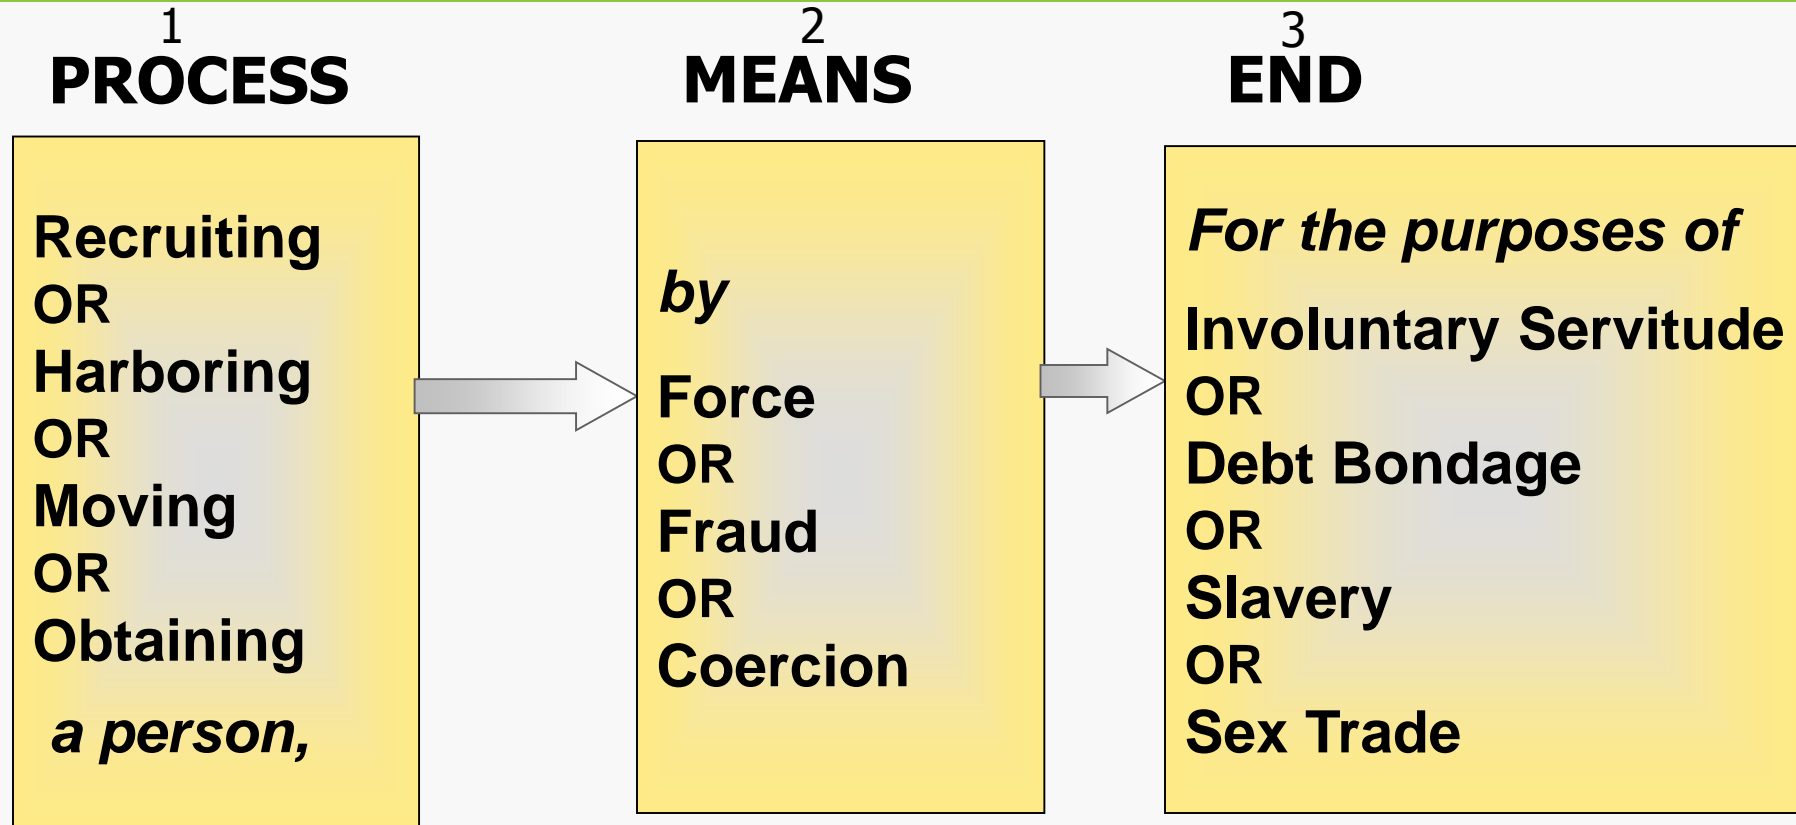 1
PROCESS
Recruiting
OR
Harboring
OR
Moving
OR
Obtaining
a person,
2
MEANS
by
Force
OR
Fraud
OR
Coercion
3
END
For the purposes of
Involuntary Servitude
OR
Debt Bondage
OR
Slavery
OR
Sex Trade